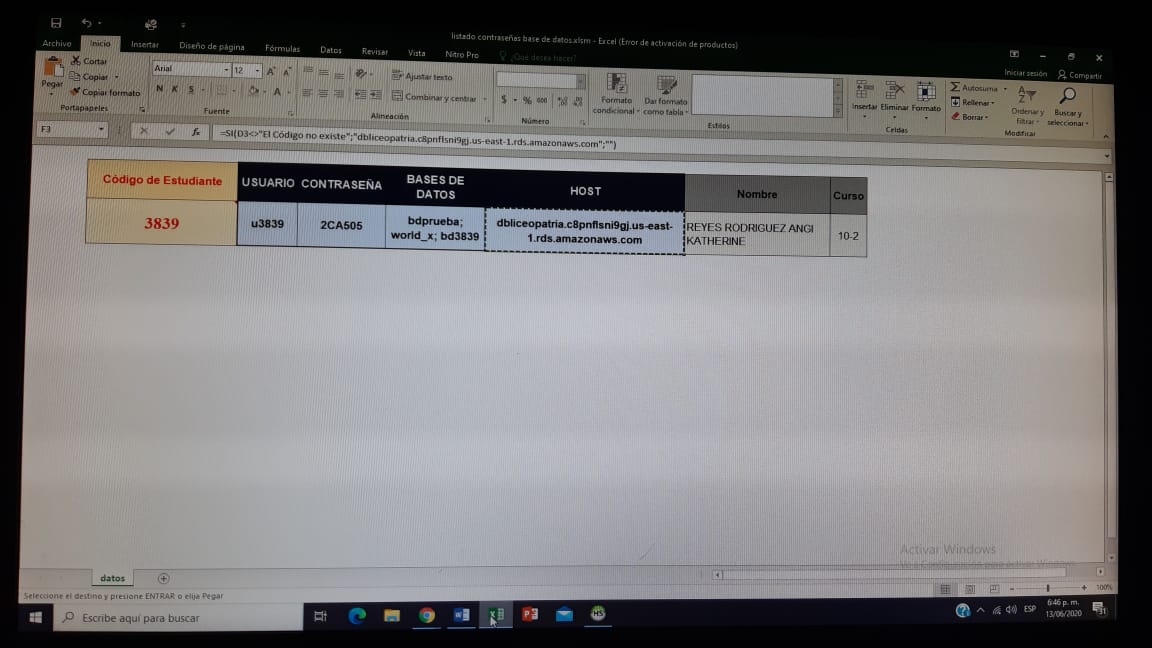 listado contraseñas base de datos.xlsm - Excel (Error de activación de productos)
Archivo Inicio Insertar Diseño de página Fórmulas Datos Revisar Vista Nitro Pro ¿Qué desea hacer? Iniciar sesión Compartir
Pegar
Cortar
Copiar
Copiar formato
Portapapeles
Arial 12
N K S
Fuente
Ajustar texto
Combinar y centrar
Alineación
$ % 000
Número
Formato condicional
Dar formato como tabla
Estilos
Insertar Eliminar Formato
Celdas
Autosuma
Rellenar
Borrar
Ordenar y filtrar
Buscar y seleccionar
Modificar
F3 fx =SI(D3<>"El Código no existe";"dbliceopatria.c8pnflsni9gj.us-east-1.rds.amazonaws.com";"")
Código de Estudiante USUARIO CONTRASEÑA BASES DE DATOS HOST Nombre Curso
3839 u3839 2CA505 bdprueba; world_x; bd3839 dbliceopatria.c8pnflsni9gj.us-east-1.rds.amazonaws.com REYES RODRIGUEZ ANGI KATHERINE 10-2
Activar Windows
datos
Seleccione el destino y presione ENTRAR o elija Pegar
100%
Escribe aquí para buscar
ESP
6:46 p. m.
13/06/2020
31